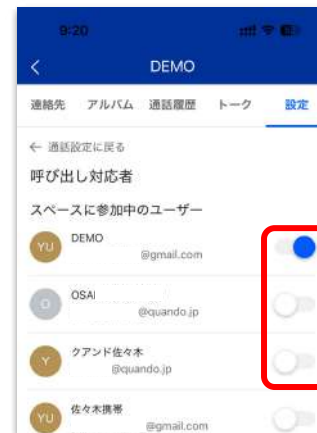 9:20
DEMO
連絡先 アルバム 通話履歴 トーク 設定
← 通話設定に戻る
呼び出し対応者
スペースに参加中のユーザー
YU DEMO
@gmail.com
O OSAI
@quando.jp
Y クアンド佐々木
@quando.jp
YU 佐々木携帯
@gmail.com